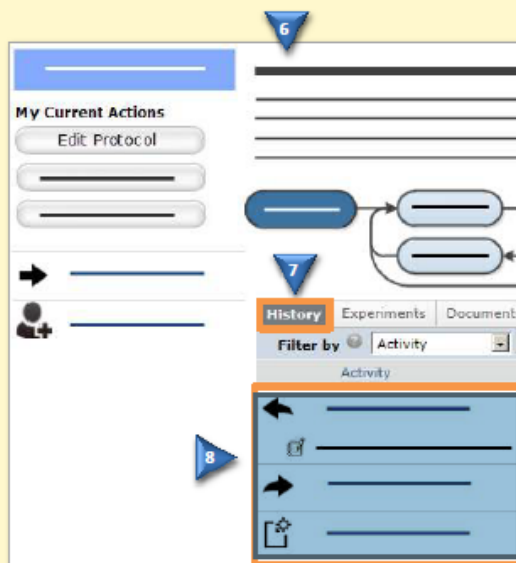 6
My Current Actions
Edit Protocol
7
History Experiments Document
Filter by Activity
Activity
8